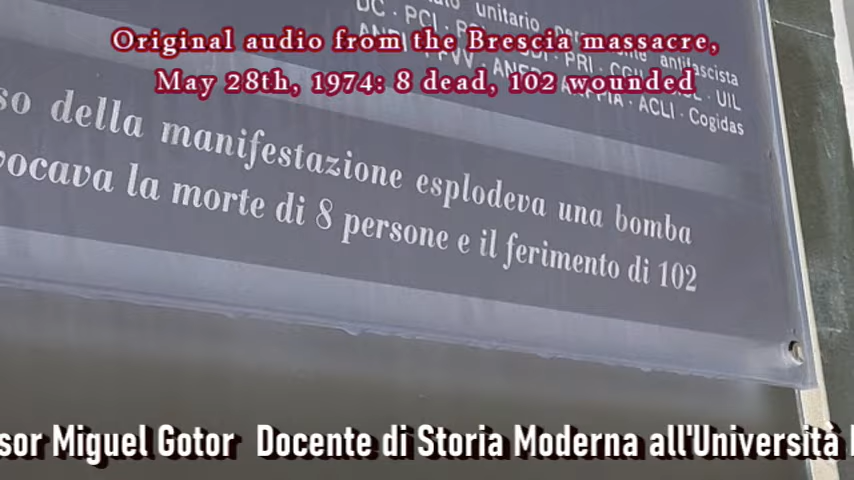 unitario
DC · PCI ·
PRI · antifascista
UIL
ACLI · Cogidas
Original audio from the Brescia massacre,
May 28th, 1974: 8 dead, 102 wounded
so della manifestazione esplodeva una bomba
vocava la morte di 8 persone e il ferimento di 102
sor Miguel Gotor Docente di Storia Moderna all'Università